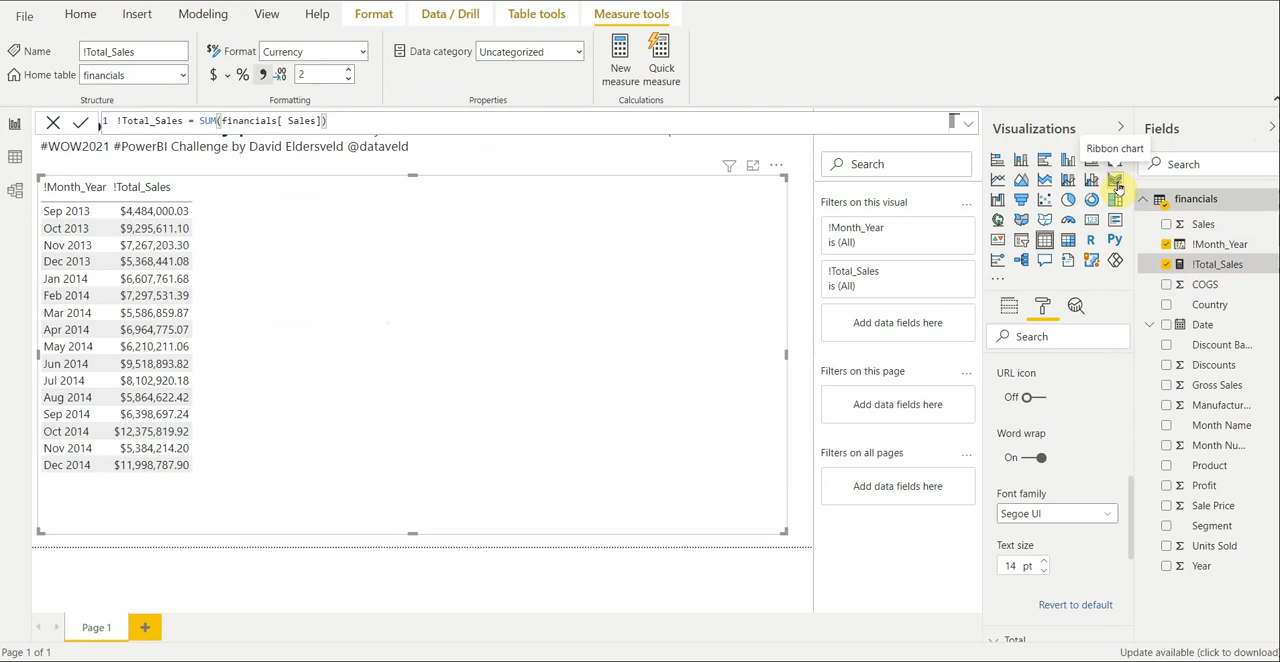 File
Home
Insert
Modeling
View
Help
Format
Data / Drill
Table tools
Measure tools
Name
!Total_Sales
Home table
financials
Structure
Format
Currency
$
%
2
Formatting
Data category
Uncategorized
Properties
New measure
Quick measure
Calculations
1 !Total_Sales = SUM(financials[ Sales])
#WOW2021 #PowerBI Challenge by David Eldersveld @dataveld
!Month_Year !Total_Sales
Sep 2013 $4,484,000.03
Oct 2013 $9,295,611.10
Nov 2013 $7,267,203.30
Dec 2013 $5,368,441.08
Jan 2014 $6,607,761.68
Feb 2014 $7,297,531.39
Mar 2014 $5,586,859.87
Apr 2014 $6,964,775.07
May 2014 $6,210,211.06
Jun 2014 $9,518,893.82
Jul 2014 $8,102,920.18
Aug 2014 $5,864,622.42
Sep 2014 $6,398,697.24
Oct 2014 $12,375,819.92
Nov 2014 $5,384,214.20
Dec 2014 $11,998,787.90
Search
Filters on this visual
...
!Month_Year
is (All)
!Total_Sales
is (All)
Add data fields here
Filters on this page
...
Add data fields here
Filters on all pages
...
Add data fields here
Visualizations
Ribbon chart
R
Py
...
Search
URL icon
Off
Word wrap
On
Font family
Segoe UI
Text size
14 pt
Revert to default
Total
Fields
Search
financials
Sales
!Month_Year
!Total_Sales
COGS
Country
Date
Discount Ba...
Discounts
Gross Sales
Manufactur...
Month Name
Month Nu...
Product
Profit
Sale Price
Segment
Units Sold
Year
Page 1
+
Page 1 of 1
Update available (click to download